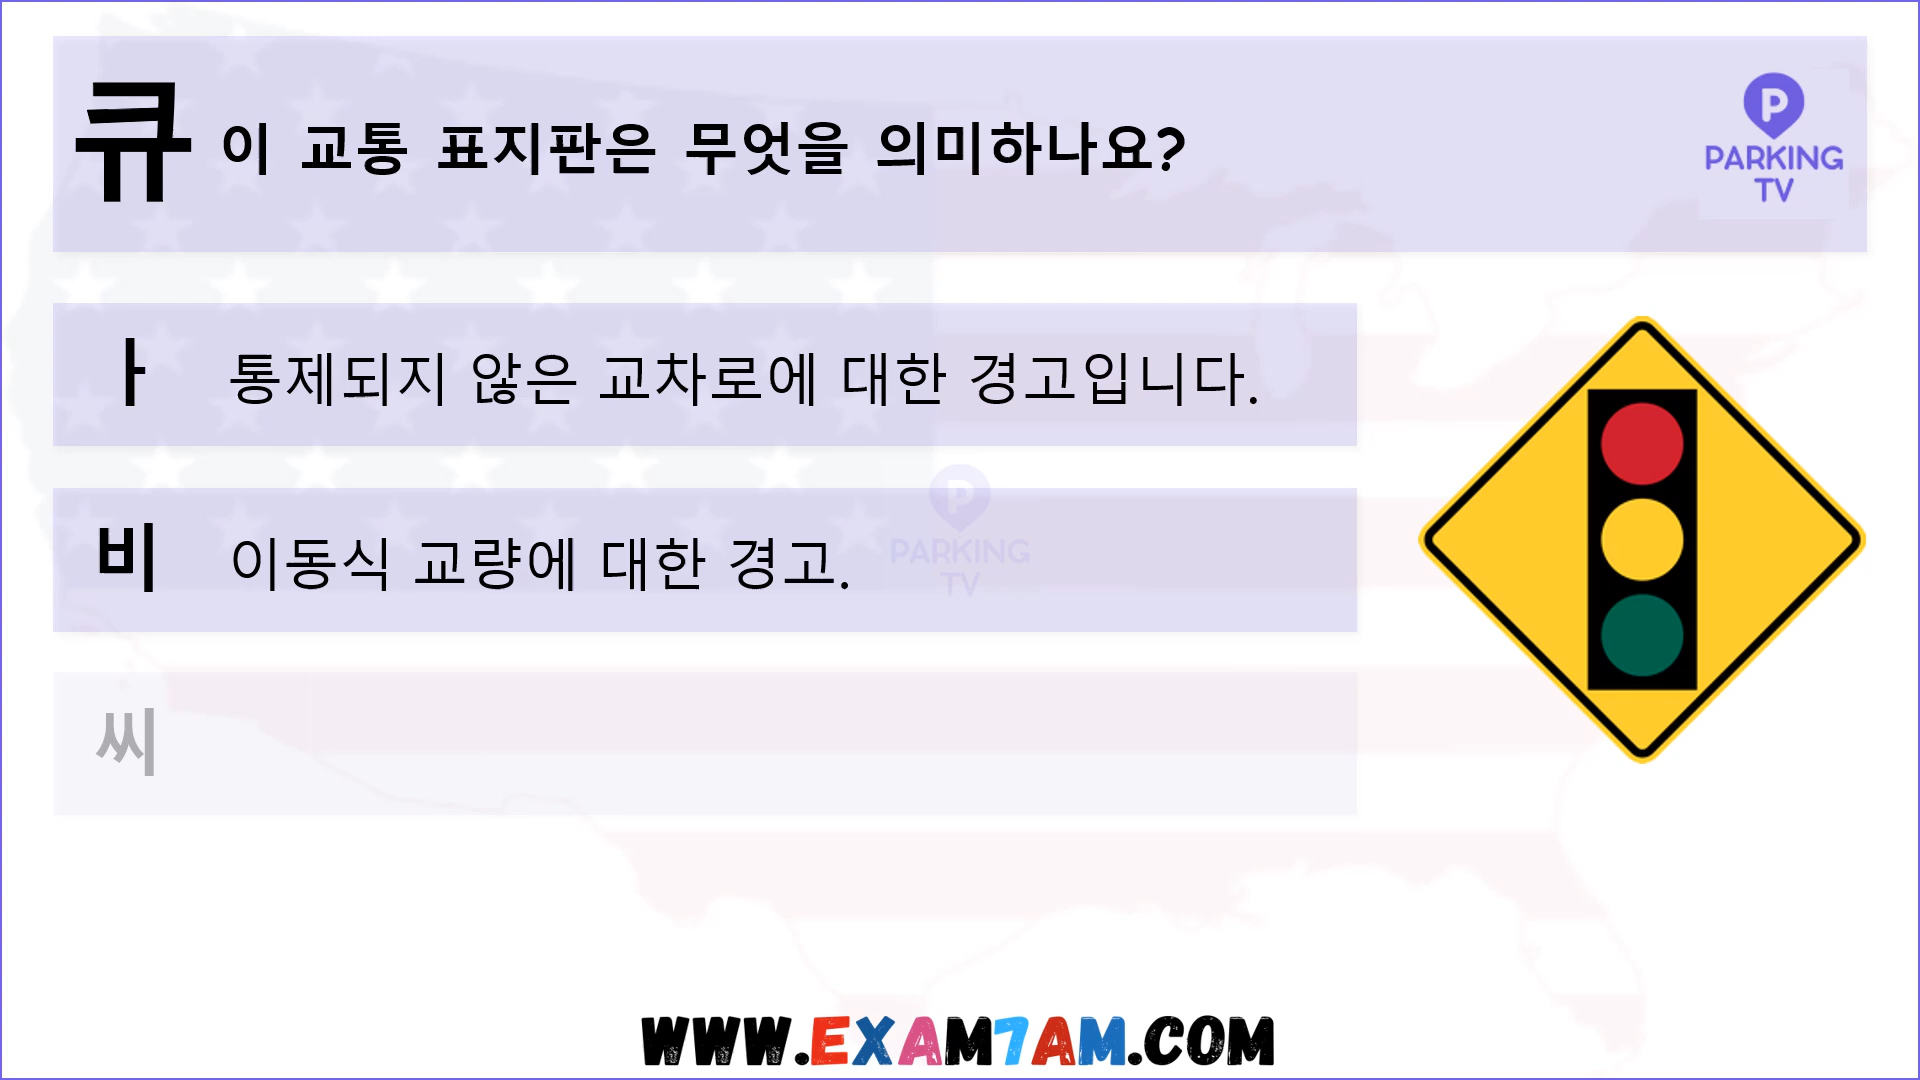 큐 이 교통 표지판은 무엇을 의미하나요?
P
PARKING
TV
ㅏ 통제되지 않은 교차로에 대한 경고입니다.
비 이동식 교량에 대한 경고.
P
PARKING
TV
씨
WWW.EXAM7AM.COM